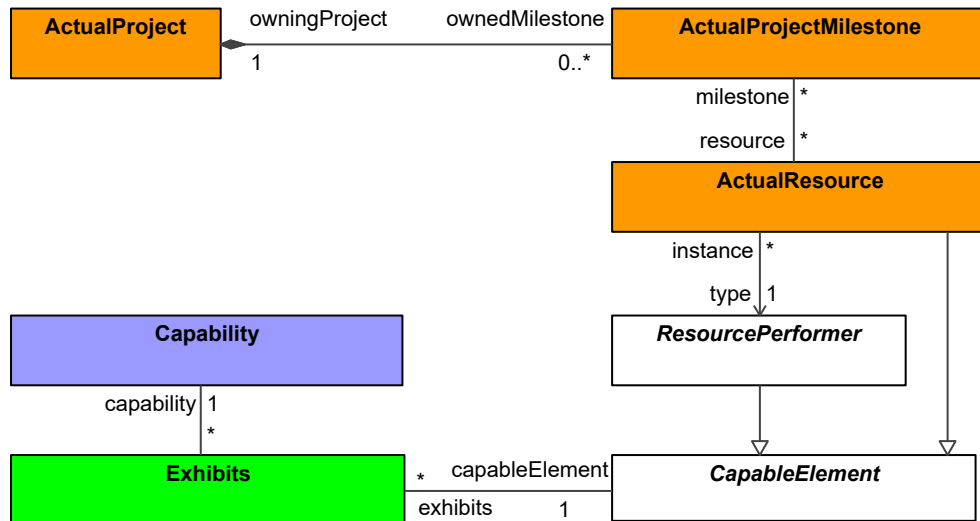 ActualProject
owningProject
ownedMilestone
ActualProjectMilestone
1
0..*
milestone *
resource *
ActualResource
instance *
type 1
Capability
ResourcePerformer
capability 1
*
Exhibits
* capableElement
exhibits 1
CapableElement